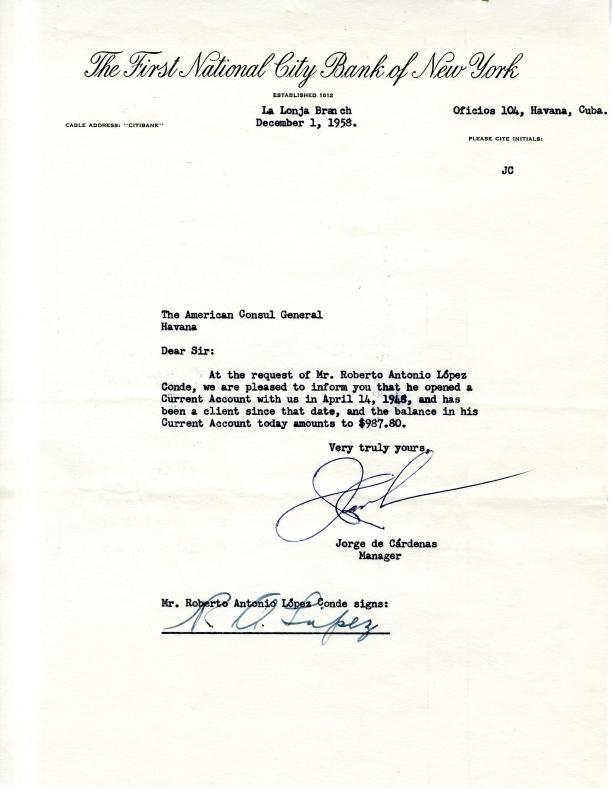 The First National City Bank of New York
ESTABLISHED 1812
La Lonja Branch
Oficios 104, Havana, Cuba.
CABLE ADDRESS: "CITIBANK"
December 1, 1958.
PLEASE CITE INITIALS:
JC
The American Consul General
Havana
Dear Sir:
At the request of Mr. Roberto Antonio López
Conde, we are pleased to inform you that he opened a
Current Account with us in April 14, 1948, and has
been a client since that date, and the balance in his
Current Account today amounts to $987.80.
Very truly yours,
Jorge de Cárdenas
Manager
Mr. Roberto Antonio López Conde signs:
R. A. López